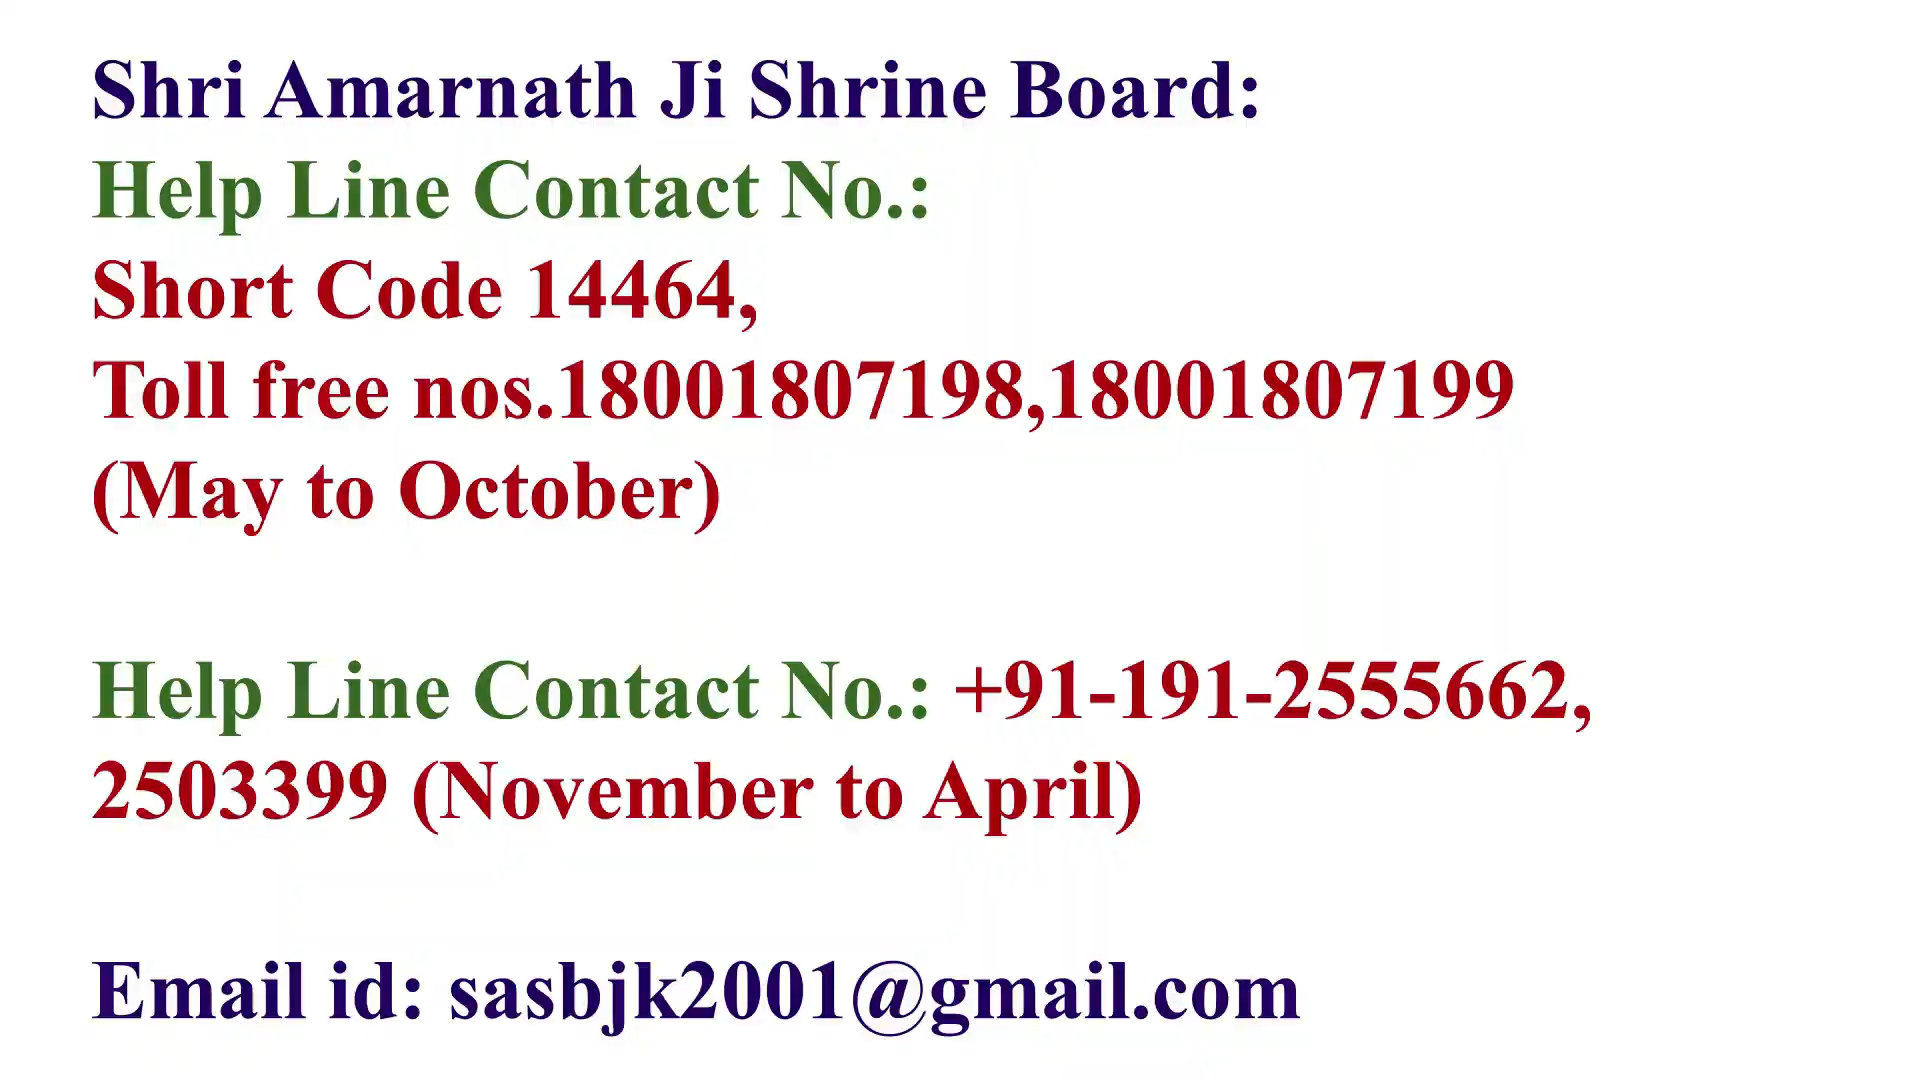 Shri Amarnath Ji Shrine Board:
Help Line Contact No.:
Short Code 14464,
Toll free nos.18001807198,18001807199
(May to October)
Help Line Contact No.: +91-191-2555662,
2503399 (November to April)
Email id: sasbjk2001@gmail.com